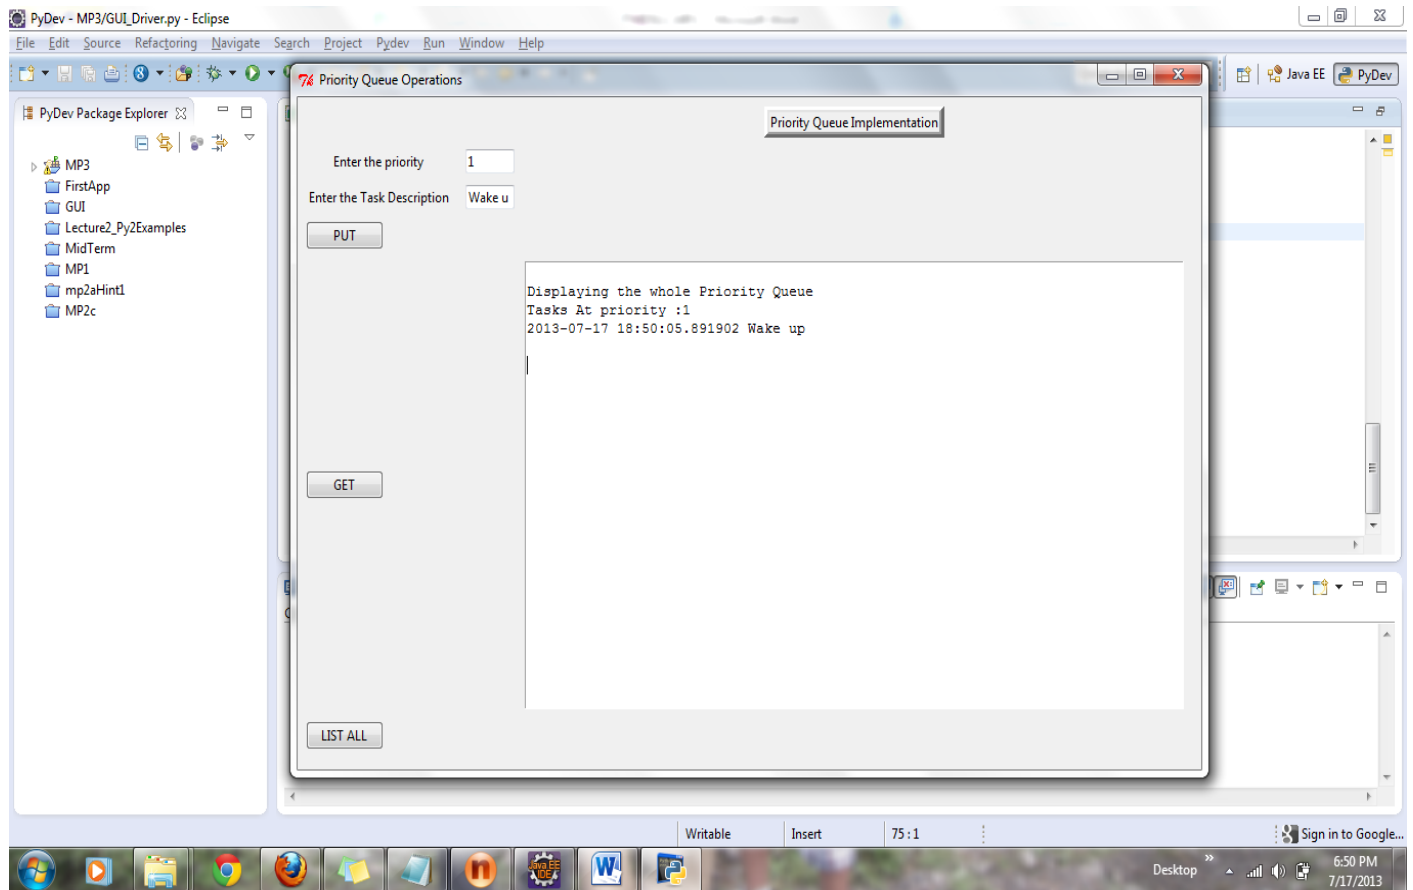 PyDev - MP3/GUI_Driver.py - Eclipse
File Edit Source Refactoring Navigate Search Project Pydev Run Window Help
Priority Queue Operations
Java EE PyDev
PyDev Package Explorer
Priority Queue Implementation
MP3
FirstApp
GUI
Lecture2_Py2Examples
MidTerm
MP1
mp2aHint1
MP2c
Enter the priority 1
Enter the Task Description Wake u
PUT
Displaying the whole Priority Queue
Tasks At priority :1
2013-07-17 18:50:05.891902 Wake up
GET
LIST ALL
Writable Insert 75 : 1 Sign in to Google...
Desktop 6:50 PM
7/17/2013